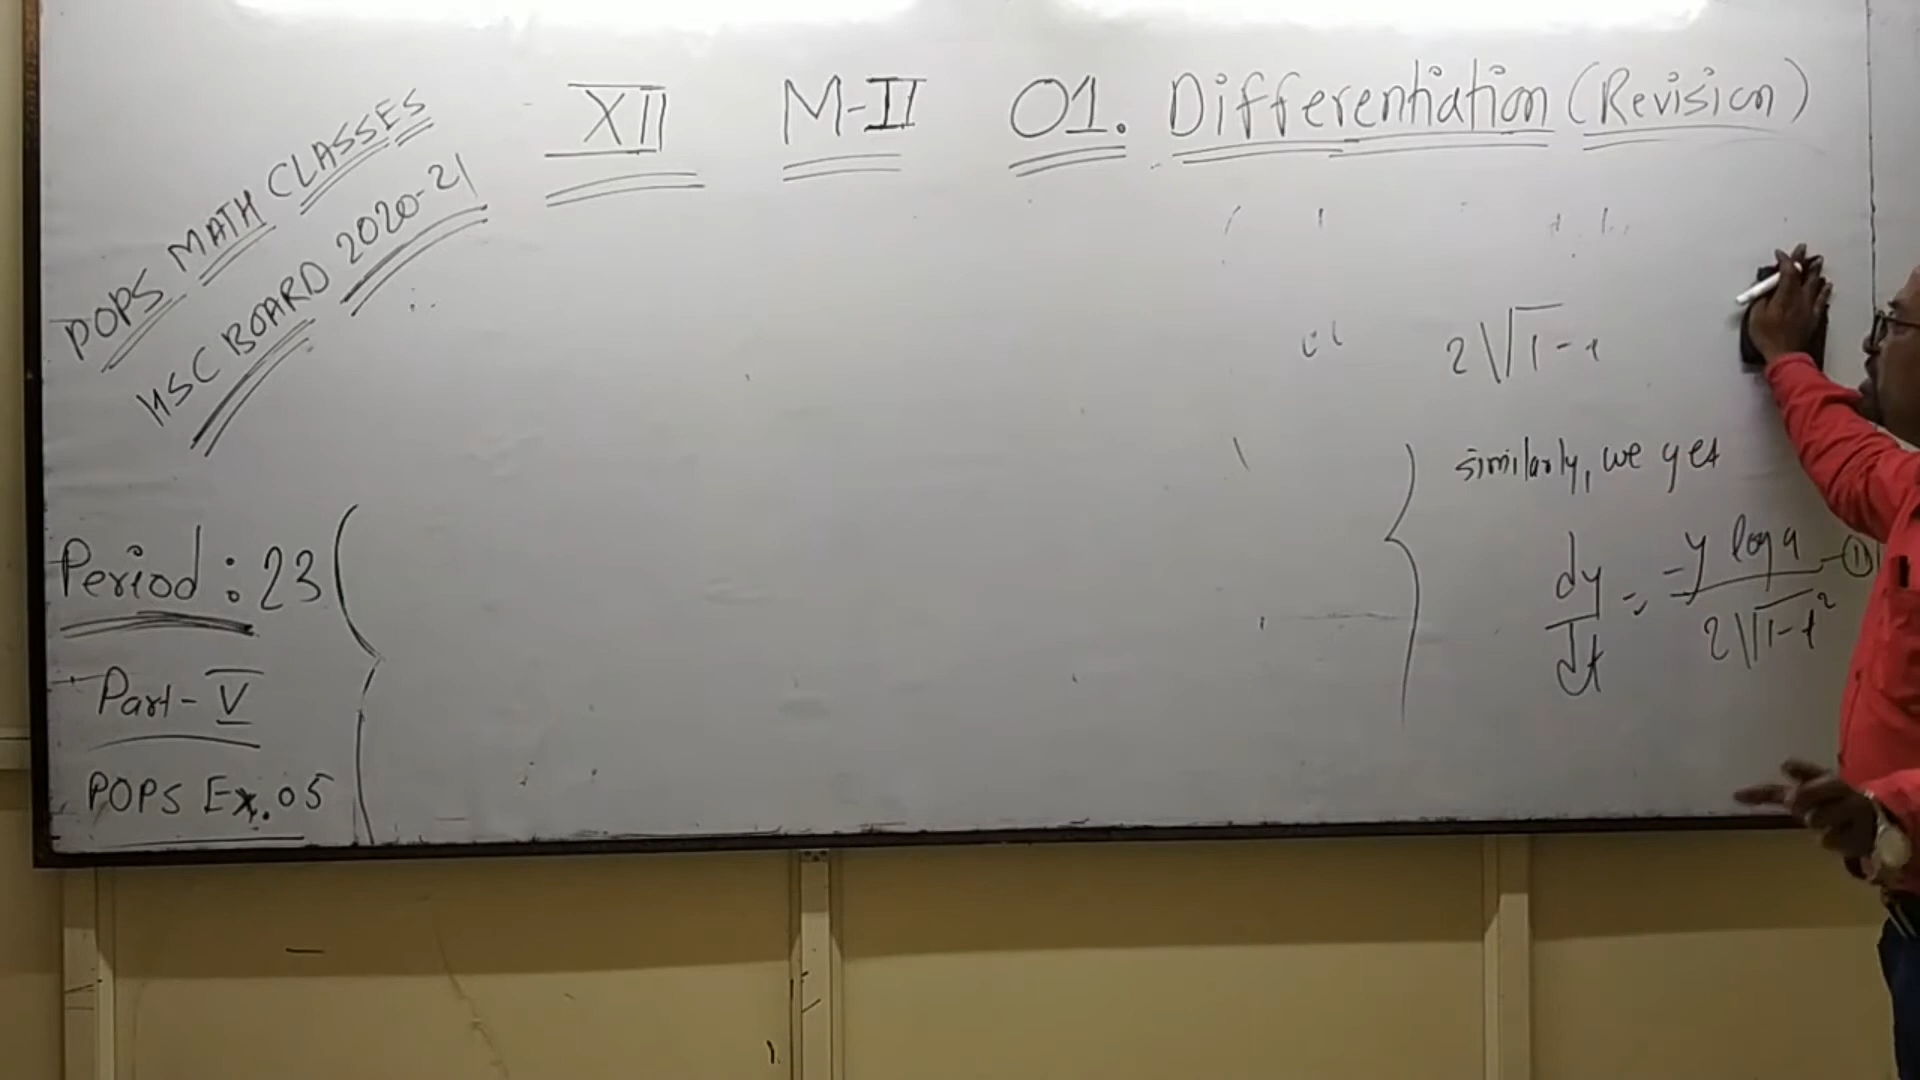 XII M-II 01. Differentiation (Revision)
POPS MATH CLASSES
HSC BOARD 2020-21
2√1-t
similarly, we get
dy/dt = -y log a / 2√1-t²
Period : 23
Part-V
POPS Ex. 05